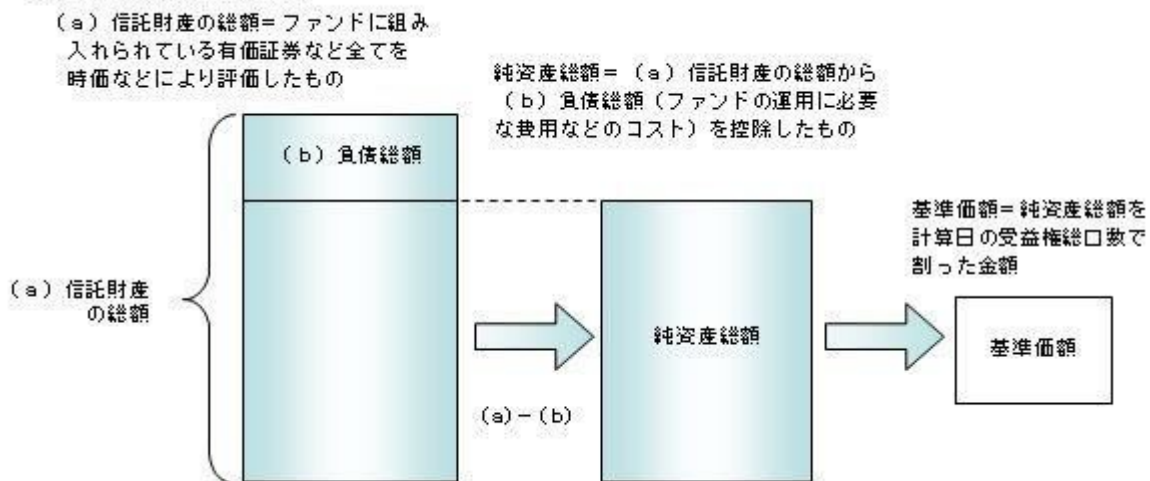 (a) 信託財産の総額=ファンドに組み
入れられている有価証券など全てを
時価などにより評価したもの
純資産総額= (a) 信託財産の総額から
(b) 負債総額(ファンドの運用に必要
な費用などのコスト)を控除したもの
(b) 負債総額
基準価額=純資産総額を
計算日の受益権総口数で
割った金額
(a) 信託財産
の総額
純資産総額
基準価額
(a)-(b)